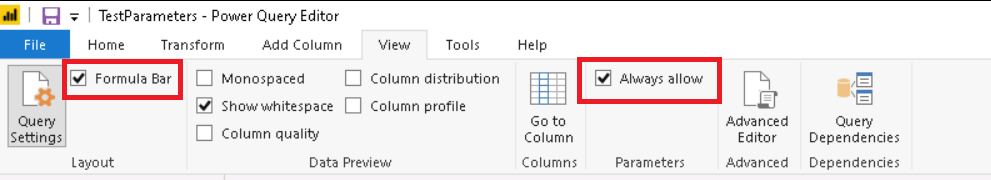 TestParameters - Power Query Editor
File Home Transform Add Column View Tools Help
Formula Bar
Query Settings
Layout
Monospaced
Show whitespace
Column quality
Column distribution
Column profile
Data Preview
Go to
Column
Columns
Always allow
Parameters
Advanced
Editor
Advanced
Query
Dependencies
Dependencies